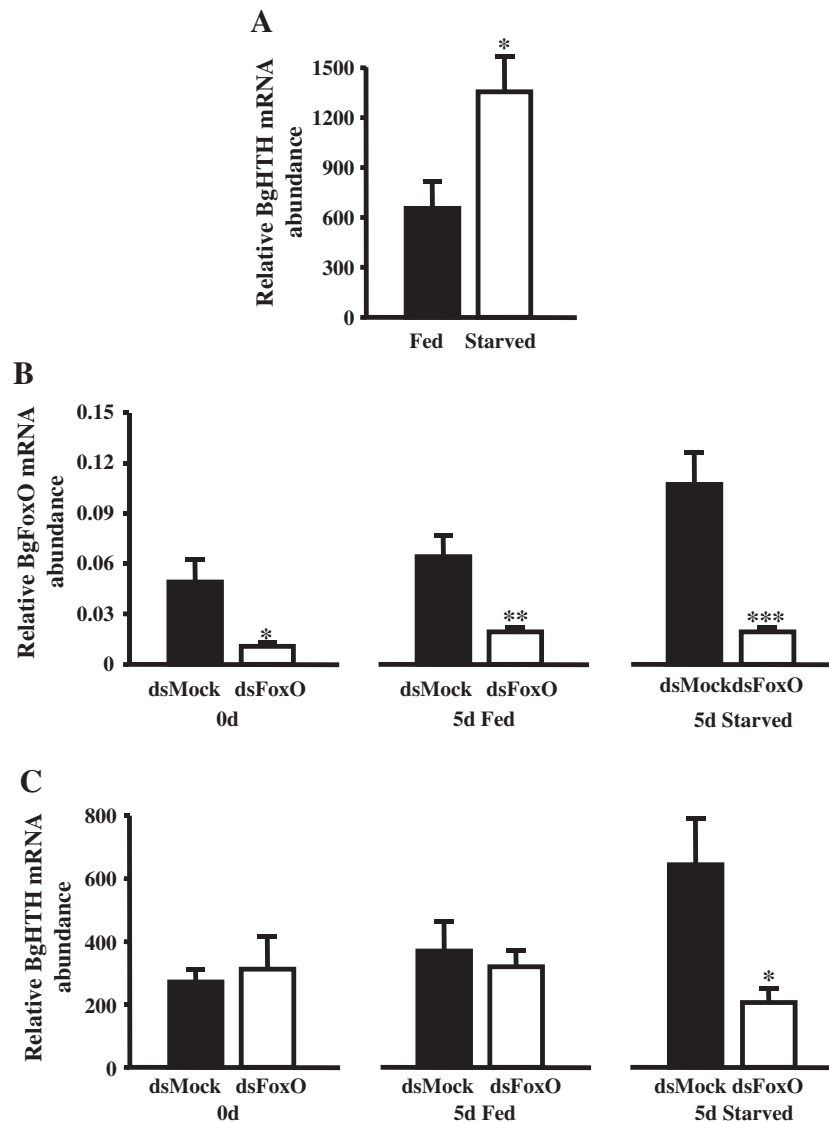 A
Relative BgHTH mRNA
abundance
1500
1200
900
600
300
0
*
Fed Starved
B
Relative BgFoxO mRNA
abundance
0.15
0.12
0.09
0.06
0.03
0
*
**
***
dsMock dsFoxO
0d
dsMock dsFoxO
5d Fed
dsMockdsFoxO
5d Starved
C
Relative BgHTH mRNA
abundance
800
600
400
200
0
*
dsMock dsFoxO
0d
dsMock dsFoxO
5d Fed
dsMock dsFoxO
5d Starved